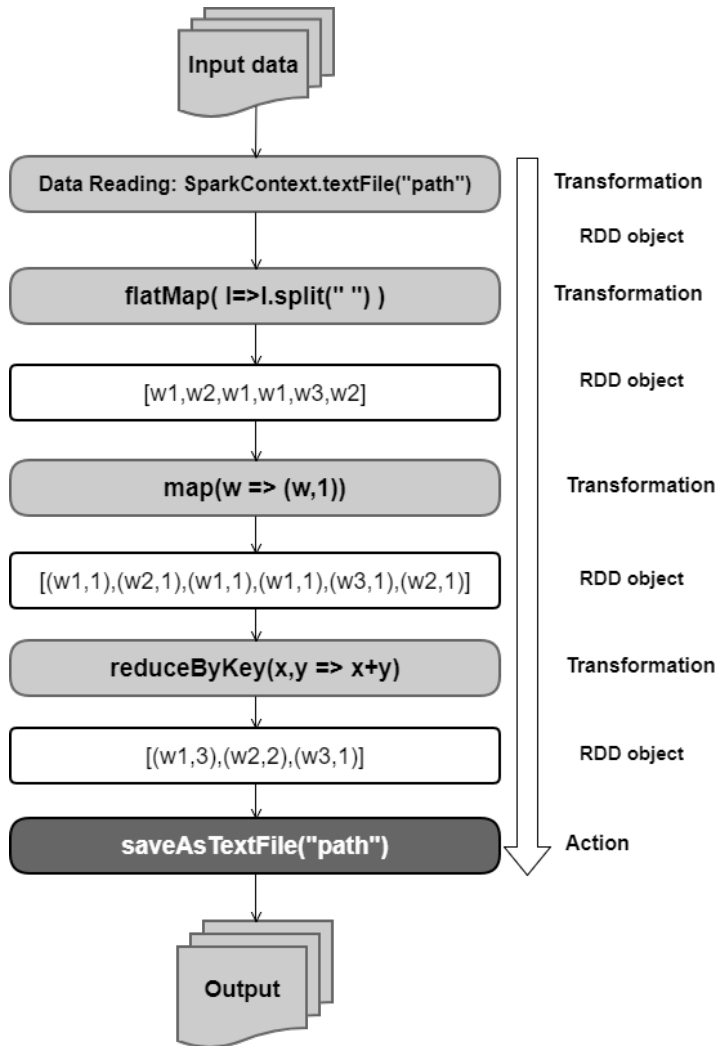 Input data
Data Reading: SparkContext.textFile("path")
Transformation
RDD object
flatMap( l=>l.split(" ") )
Transformation
[w1,w2,w1,w1,w3,w2]
RDD object
map(w => (w,1))
Transformation
[(w1,1),(w2,1),(w1,1),(w1,1),(w3,1),(w2,1)]
RDD object
reduceByKey(x,y => x+y)
Transformation
[(w1,3),(w2,2),(w3,1)]
RDD object
saveAsTextFile("path")
Action
Output